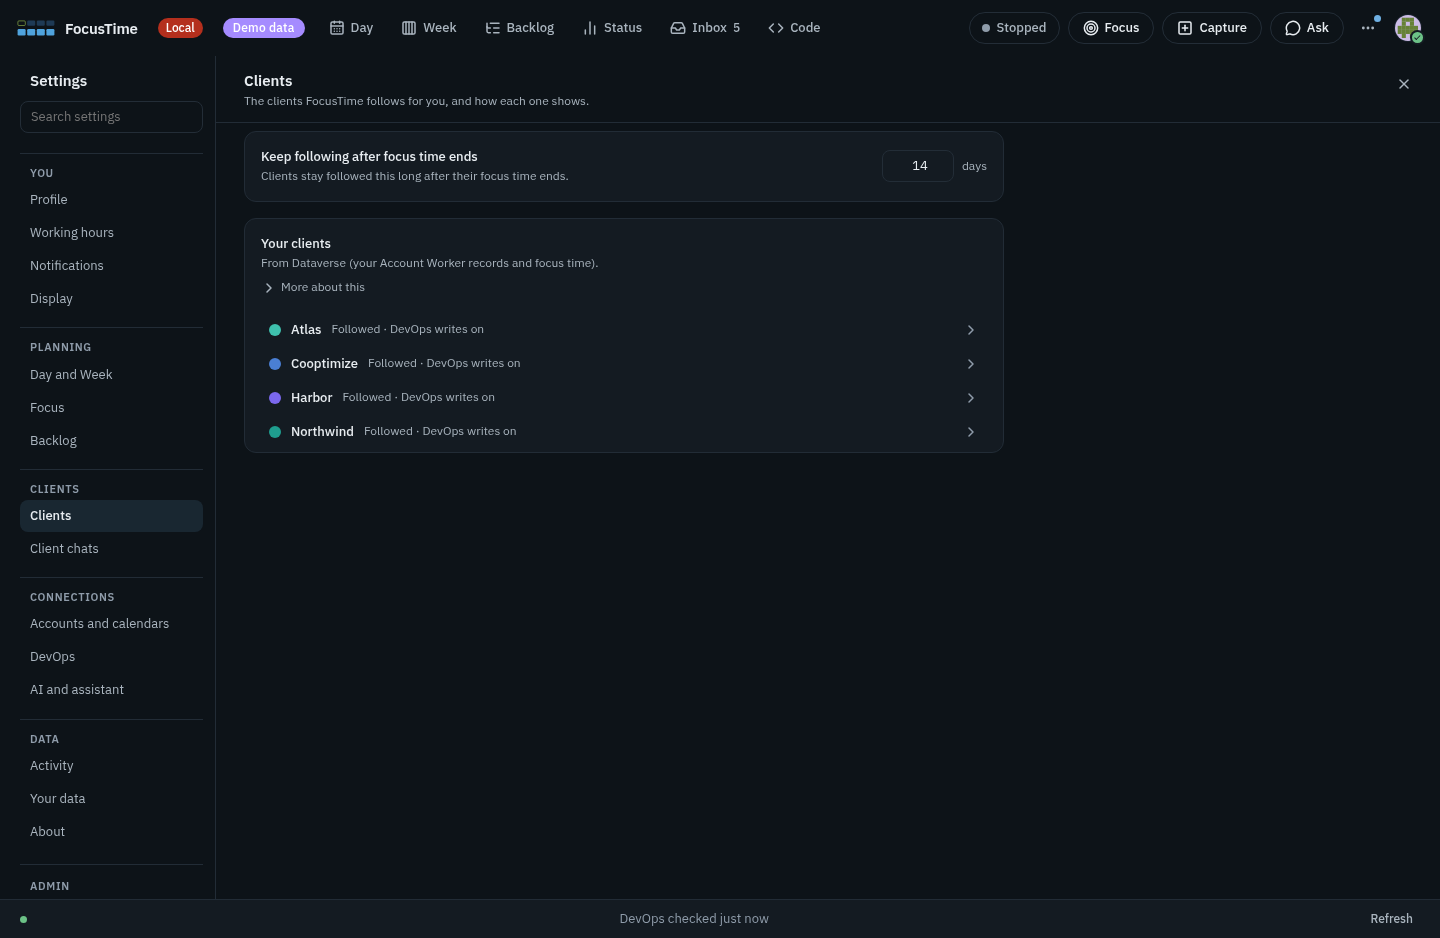 FocusTime
Local
Demo data
Day
Week
Backlog
Status
Inbox 5
Code
Stopped
Focus
Capture
Ask
Settings
Search settings
YOU
Profile
Working hours
Notifications
Display
PLANNING
Day and Week
Focus
Backlog
CLIENTS
Clients
Client chats
CONNECTIONS
Accounts and calendars
DevOps
AI and assistant
DATA
Activity
Your data
About
ADMIN
Clients
The clients FocusTime follows for you, and how each one shows.
Keep following after focus time ends
Clients stay followed this long after their focus time ends.
14 days
Your clients
From Dataverse (your Account Worker records and focus time).
More about this
Atlas Followed · DevOps writes on
Cooptimize Followed · DevOps writes on
Harbor Followed · DevOps writes on
Northwind Followed · DevOps writes on
DevOps checked just now
Refresh